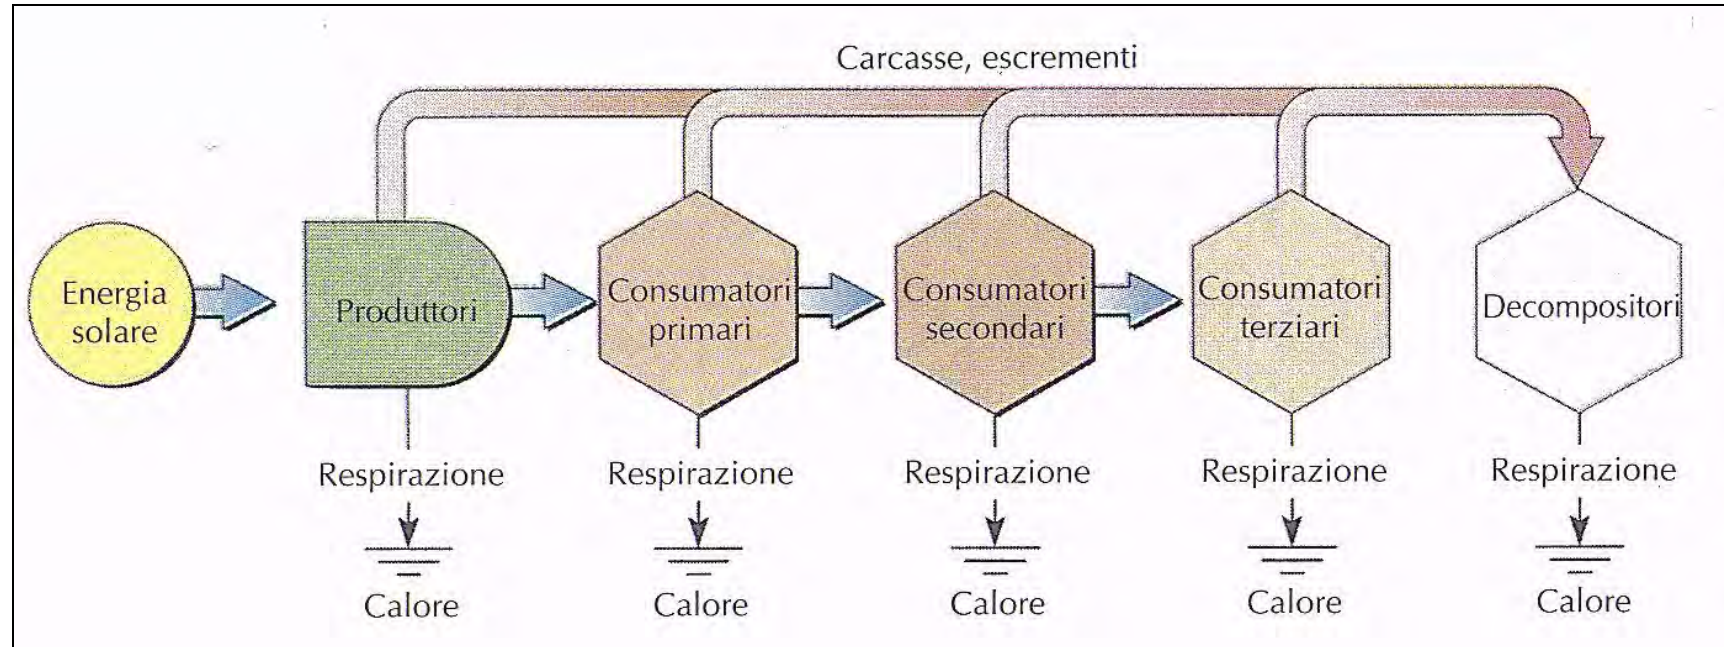 Carcasse, escrementi
Energia
solare
Produttori
Consumatori
primari
Consumatori
secondari
Consumatori
terziari
Decompositori
Respirazione
Respirazione
Respirazione
Respirazione
Respirazione
Calore
Calore
Calore
Calore
Calore